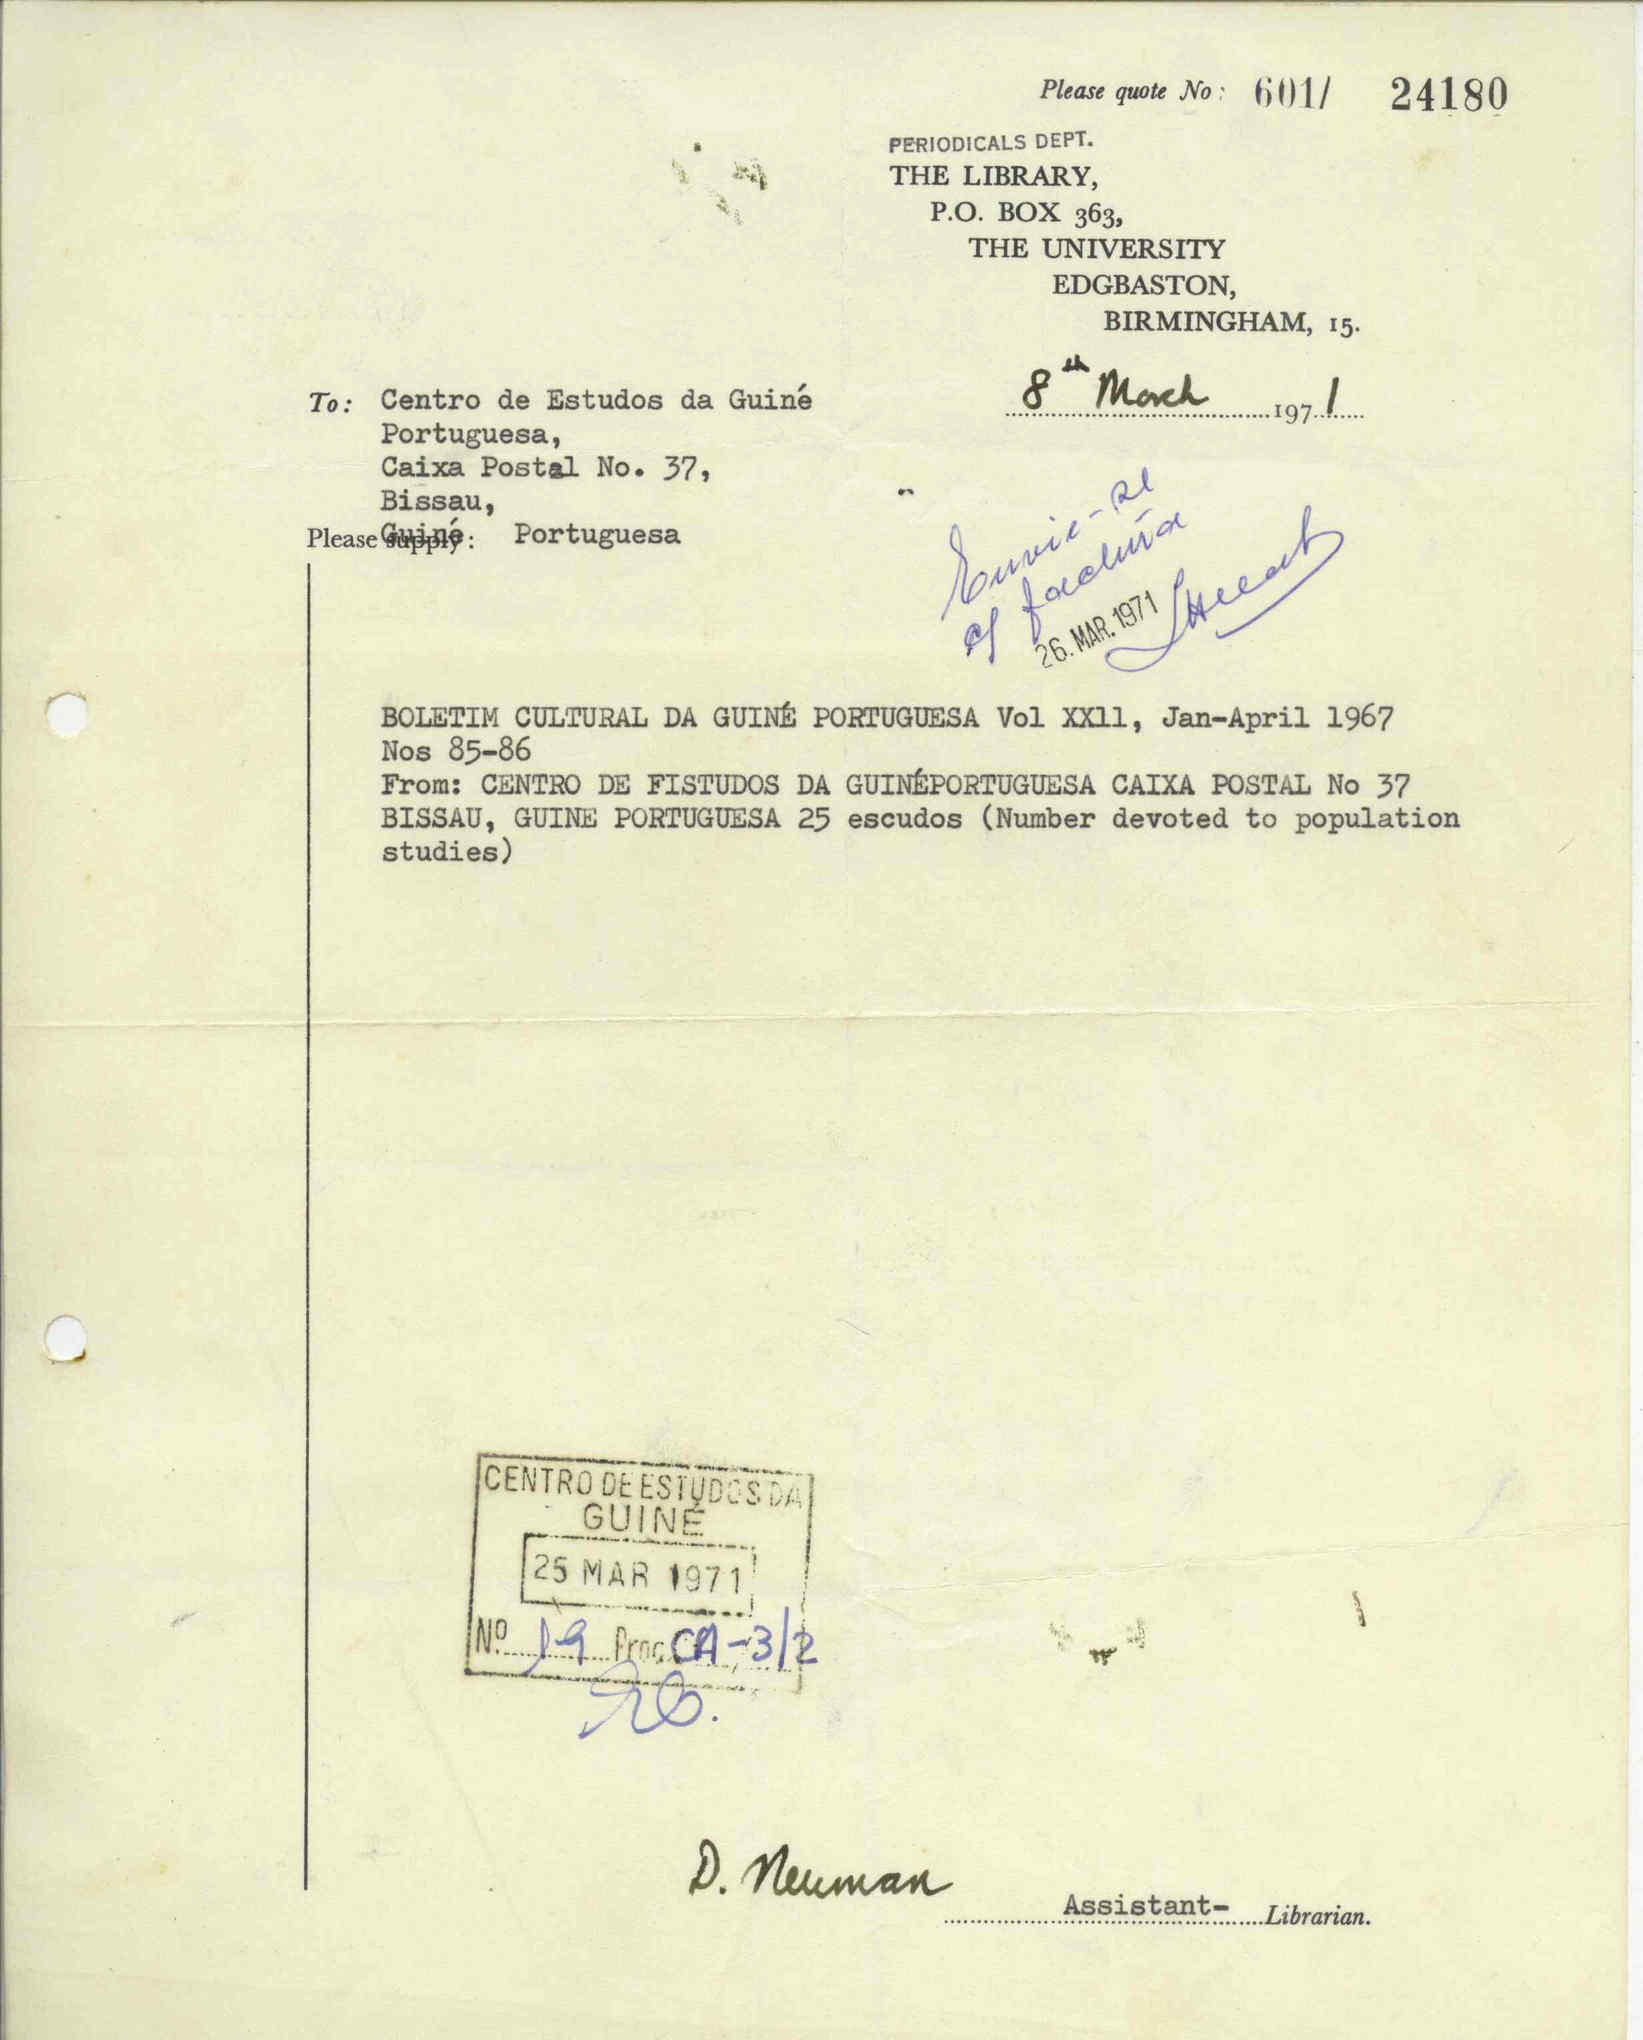 Please quote No: 601/ 24180
PERIODICALS DEPT.
THE LIBRARY,
P.O. BOX 363,
THE UNIVERSITY
EDGBASTON,
BIRMINGHAM, 15.
8th March 1971
To: Centro de Estudos da Guiné
Portuguesa,
Caixa Postal No. 37,
Bissau,
Guiné Portuguesa
Please supply:
Envie-se
c/ factura
26. MAR. 1971
BOLETIM CULTURAL DA GUINÉ PORTUGUESA Vol XX11, Jan-April 1967
Nos 85-86
From: CENTRO DE FISTUDOS DA GUINÉPORTUGUESA CAIXA POSTAL No 37
BISSAU, GUINE PORTUGUESA 25 escudos (Number devoted to population
studies)
CENTRO DE ESTUDOS DA
GUINÉ
25 MAR 1971
Nº 19 Proc. CA-3/2
D. Neuman
Assistant- Librarian.